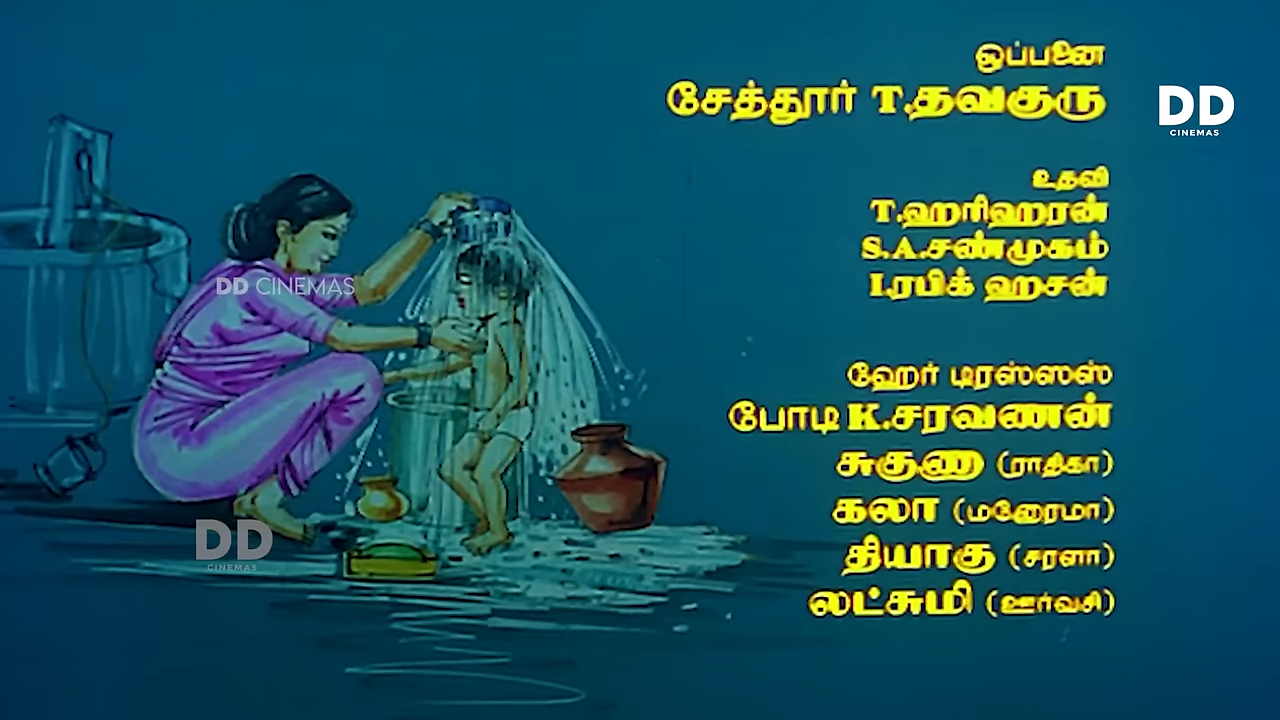 ஒப்பனை
சேத்தூர் T.தவகுரு
DD
CINEMAS
உதவி
T.ஹரிஹரன்
S.A.சண்முகம்
I.ரபிக் ஹசன்
DD CINEMAS
ஹேர் டிரஸ்ஸஸ்
போடி K.சரவணன்
சுகுணா (ராதிகா)
கலா (மனோரமா)
தியாகு (சரளா)
லட்சுமி (ஊர்வசி)
DD
CINEMAS